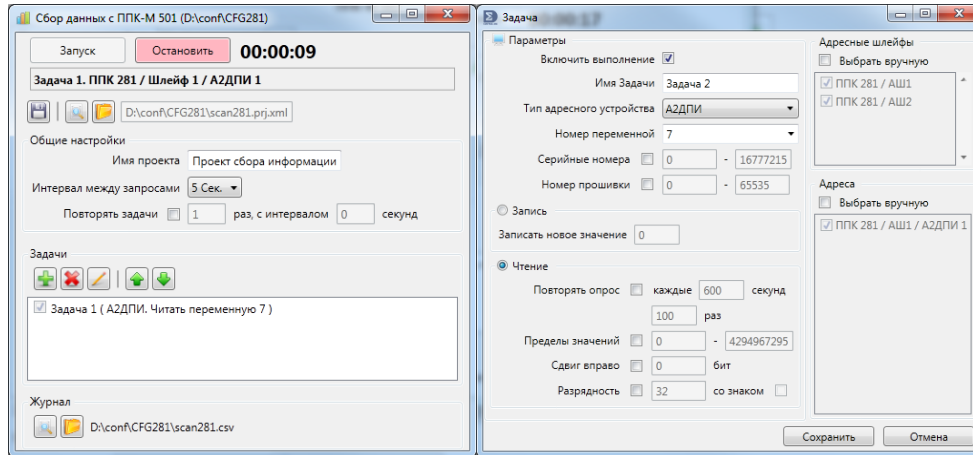 Сбор данных с ППК-М 501 (D:\conf\CFG281)
Запуск
Остановить
00:00:09
Задача 1. ППК 281 / Шлейф 1 / А2ДПИ 1
D:\conf\CFG281\scan281.prj.xml
Общие настройки
Имя проекта Проект сбора информации
Интервал между запросами 5 Сек.
Повторять задачи 1 раз, с интервалом 0 секунд
Задачи
Задача 1 ( А2ДПИ. Читать переменную 7 )
Журнал
D:\conf\CFG281\scan281.csv
Задача
Параметры
Включить выполнение
Имя Задачи Задача 2
Тип адресного устройства А2ДПИ
Номер переменной 7
Серийные номера 0 - 16777215
Номер прошивки 0 - 65535
Запись
Записать новое значение 0
Чтение
Повторять опрос каждые 600 секунд
100 раз
Пределы значений 0 - 4294967295
Сдвиг вправо 0 бит
Разрядность 32 со знаком
Адресные шлейфы
Выбрать вручную
ППК 281 / АШ1
ППК 281 / АШ2
Адреса
Выбрать вручную
ППК 281 / АШ1 / А2ДПИ 1
Сохранить
Отмена